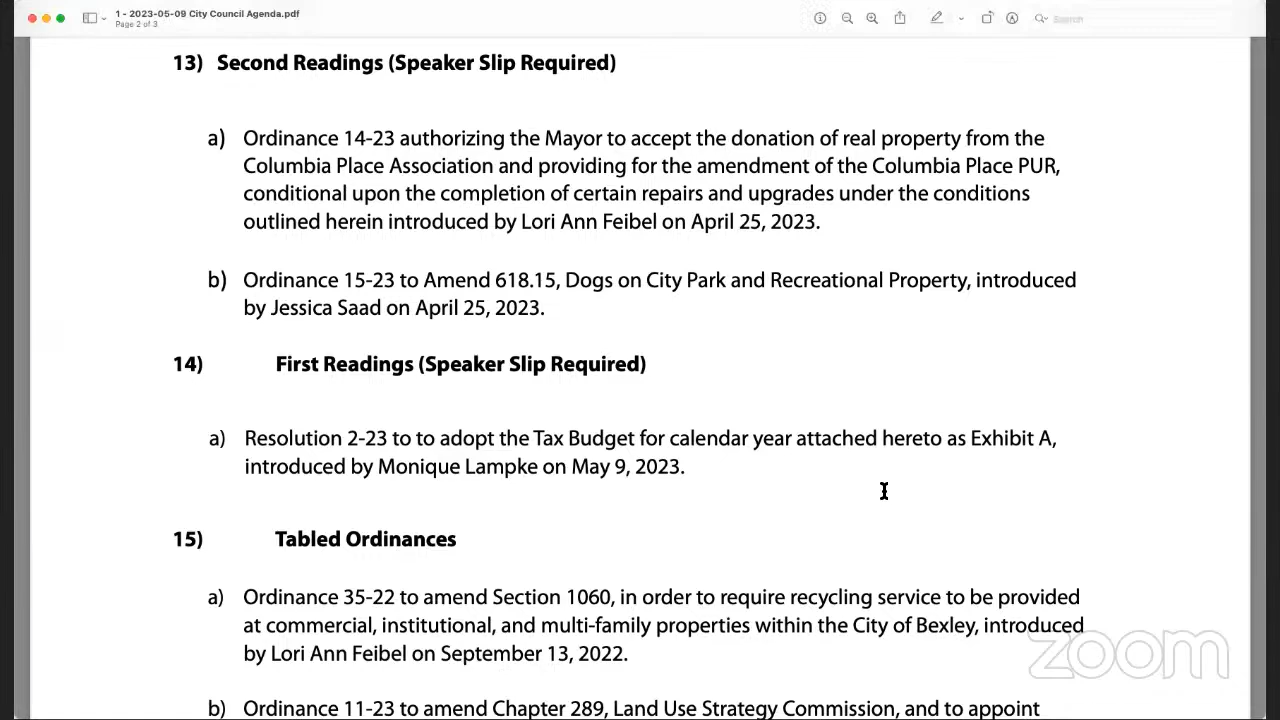 1 - 2023-05-09 City Council Agenda.pdf
Page 2 of 3
Search
13) Second Readings (Speaker Slip Required)
a) Ordinance 14-23 authorizing the Mayor to accept the donation of real property from the
Columbia Place Association and providing for the amendment of the Columbia Place PUR,
conditional upon the completion of certain repairs and upgrades under the conditions
outlined herein introduced by Lori Ann Feibel on April 25, 2023.
b) Ordinance 15-23 to Amend 618.15, Dogs on City Park and Recreational Property, introduced
by Jessica Saad on April 25, 2023.
14) First Readings (Speaker Slip Required)
a) Resolution 2-23 to to adopt the Tax Budget for calendar year attached hereto as Exhibit A,
introduced by Monique Lampke on May 9, 2023.
15) Tabled Ordinances
a) Ordinance 35-22 to amend Section 1060, in order to require recycling service to be provided
at commercial, institutional, and multi-family properties within the City of Bexley, introduced
by Lori Ann Feibel on September 13, 2022.
zoom
b) Ordinance 11-23 to amend Chapter 289, Land Use Strategy Commission, and to appoint